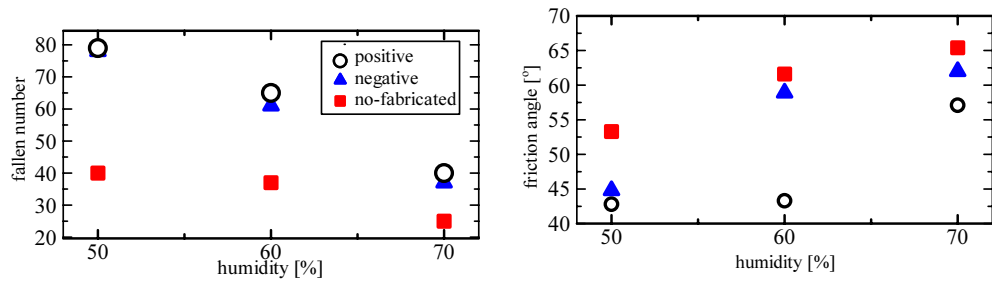 80
70
60
50
40
30
20
fallen number
50
60
70
humidity [%]
positive
negative
no-fabricated
70
65
60
55
50
45
40
friction angle [°]
50
60
70
humidity [%]